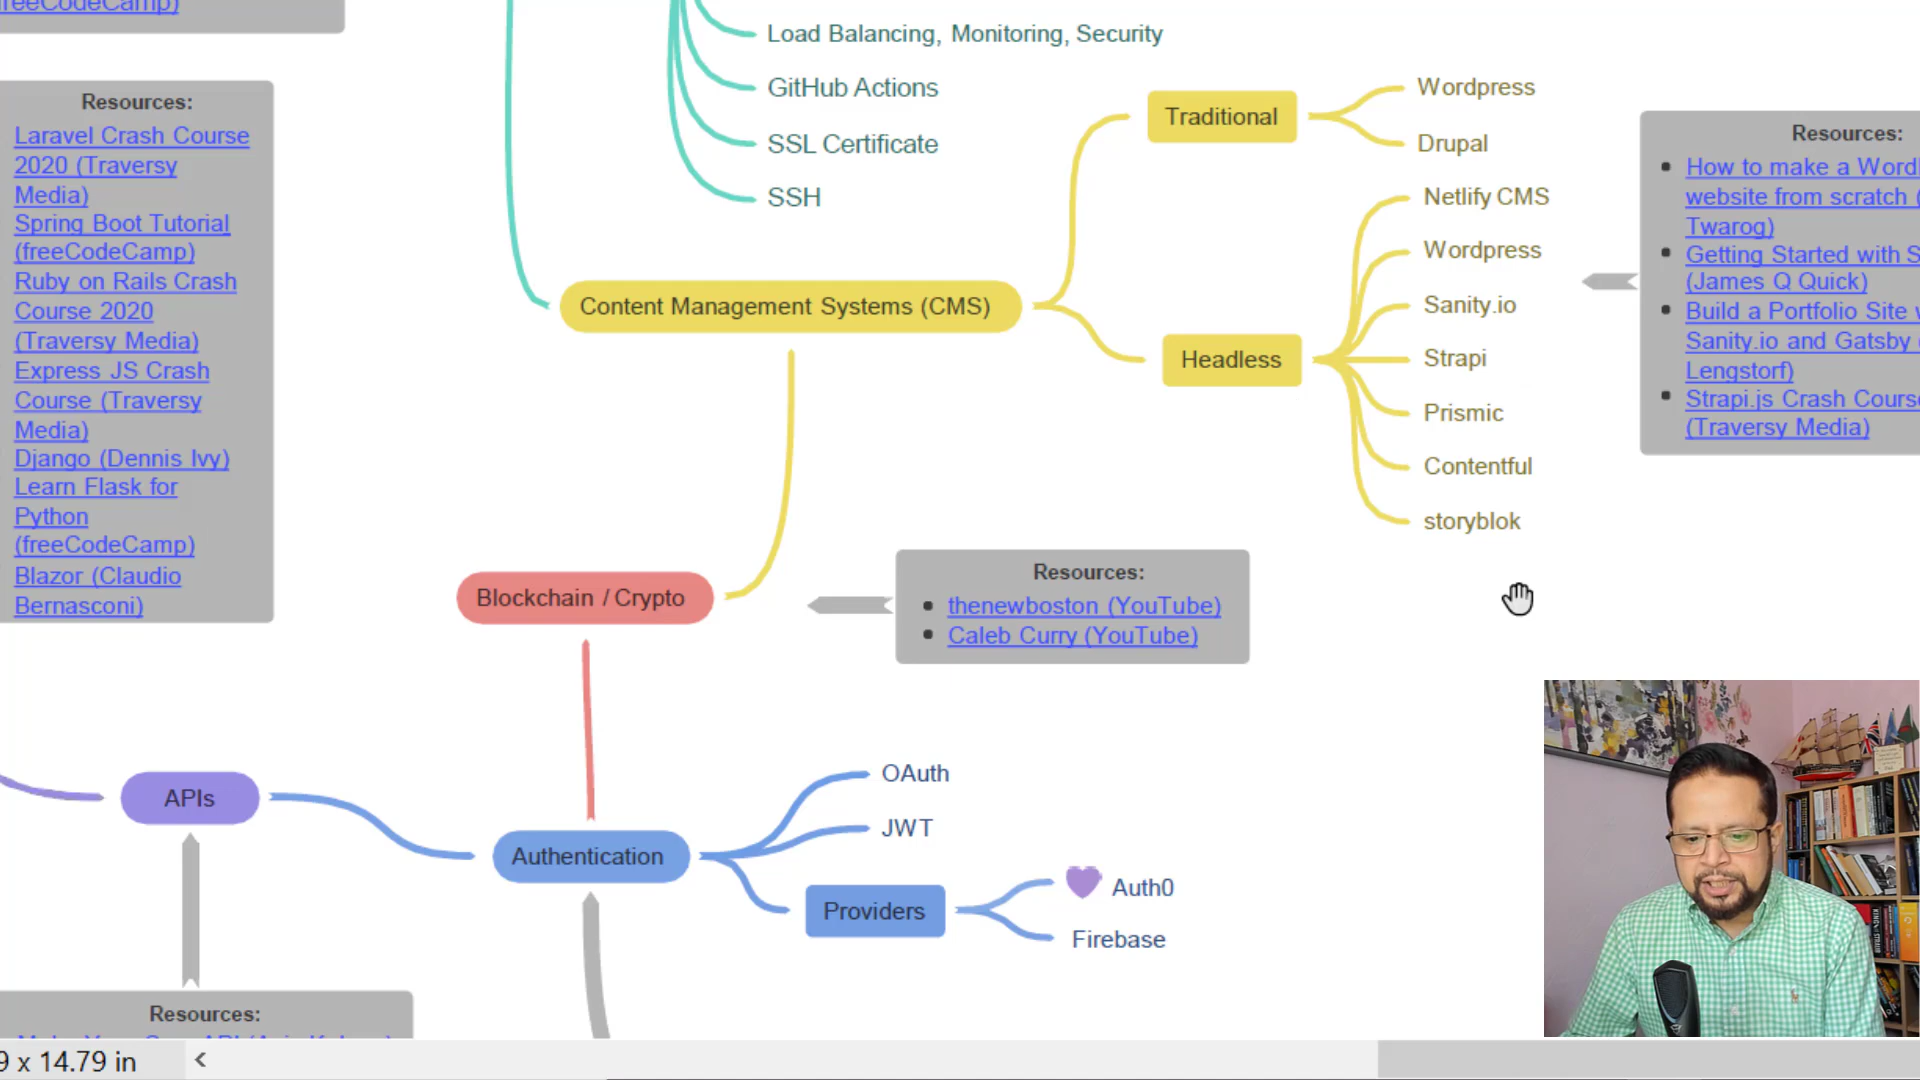 freeCodeCamp)
Resources:
Laravel Crash Course
2020 (Traversy
Media)
Spring Boot Tutorial
(freeCodeCamp)
Ruby on Rails Crash
Course 2020
(Traversy Media)
Express JS Crash
Course (Traversy
Media)
Django (Dennis Ivy)
Learn Flask for
Python
(freeCodeCamp)
Blazor (Claudio
Bernasconi)
Load Balancing, Monitoring, Security
GitHub Actions
SSL Certificate
SSH
Content Management Systems (CMS)
Traditional
Wordpress
Drupal
Headless
Netlify CMS
Wordpress
Sanity.io
Strapi
Prismic
Contentful
storyblok
Resources:
How to make a
website from scratch (
Twarog)
Getting Started with
(James Q Quick)
Build a Portfolio Site
Sanity.io and Gatsby
Lengstorf)
Strapi.js Crash Course
(Traversy Media)
Blockchain / Crypto
Resources:
thenewboston (YouTube)
Caleb Curry (YouTube)
APIs
Authentication
OAuth
JWT
Providers
Auth0
Firebase
Resources:
9 x 14.79 in
<